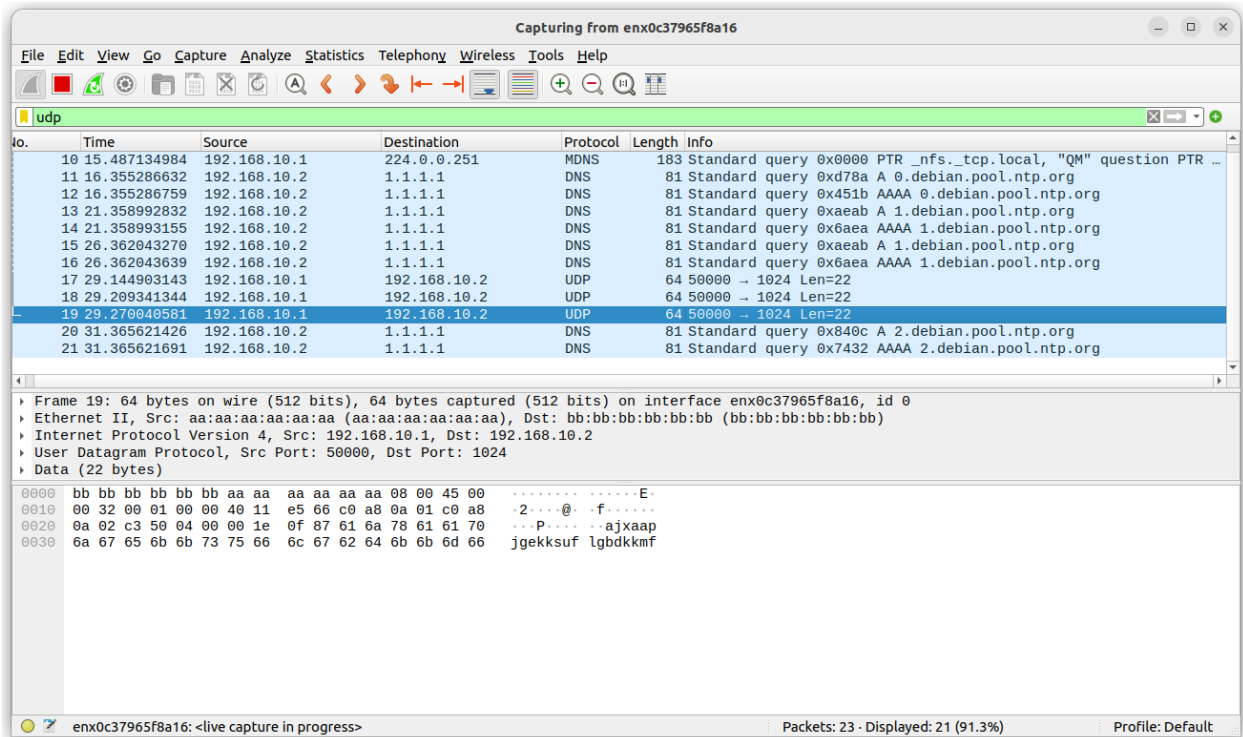 Capturing from enx0c37965f8a16
File Edit View Go Capture Analyze Statistics Telephony Wireless Tools Help
udp
No. Time Source Destination Protocol Length Info
10 15.487134984 192.168.10.1 224.0.0.251 MDNS 183 Standard query 0x0000 PTR _nfs._tcp.local, "QM" question PTR …
11 16.355286632 192.168.10.2 1.1.1.1 DNS 81 Standard query 0xd78a A 0.debian.pool.ntp.org
12 16.355286759 192.168.10.2 1.1.1.1 DNS 81 Standard query 0x451b AAAA 0.debian.pool.ntp.org
13 21.358992832 192.168.10.2 1.1.1.1 DNS 81 Standard query 0xaeab A 1.debian.pool.ntp.org
14 21.358993155 192.168.10.2 1.1.1.1 DNS 81 Standard query 0x6aea AAAA 1.debian.pool.ntp.org
15 26.362043270 192.168.10.2 1.1.1.1 DNS 81 Standard query 0xaeab A 1.debian.pool.ntp.org
16 26.362043639 192.168.10.2 1.1.1.1 DNS 81 Standard query 0x6aea AAAA 1.debian.pool.ntp.org
17 29.144903143 192.168.10.1 192.168.10.2 UDP 64 50000 → 1024 Len=22
18 29.209341344 192.168.10.1 192.168.10.2 UDP 64 50000 → 1024 Len=22
19 29.270040581 192.168.10.1 192.168.10.2 UDP 64 50000 → 1024 Len=22
20 31.365621426 192.168.10.2 1.1.1.1 DNS 81 Standard query 0x840c A 2.debian.pool.ntp.org
21 31.365621691 192.168.10.2 1.1.1.1 DNS 81 Standard query 0x7432 AAAA 2.debian.pool.ntp.org
Frame 19: 64 bytes on wire (512 bits), 64 bytes captured (512 bits) on interface enx0c37965f8a16, id 0
Ethernet II, Src: aa:aa:aa:aa:aa:aa (aa:aa:aa:aa:aa:aa), Dst: bb:bb:bb:bb:bb:bb (bb:bb:bb:bb:bb:bb)
Internet Protocol Version 4, Src: 192.168.10.1, Dst: 192.168.10.2
User Datagram Protocol, Src Port: 50000, Dst Port: 1024
Data (22 bytes)
0000 bb bb bb bb bb bb aa aa aa aa aa aa 08 00 45 00 ········ ······E·
0010 00 32 00 01 00 00 40 11 e5 66 c0 a8 0a 01 c0 a8 ·2····@· ·f······
0020 0a 02 c3 50 04 00 00 1e 0f 87 61 6a 78 61 61 70 ···P···· ··ajxaap
0030 6a 67 65 6b 6b 73 75 66 6c 67 62 64 6b 6b 6d 66 jgekksuf lgbdkkmf
enx0c37965f8a16: <live capture in progress> Packets: 23 · Displayed: 21 (91.3%) Profile: Default